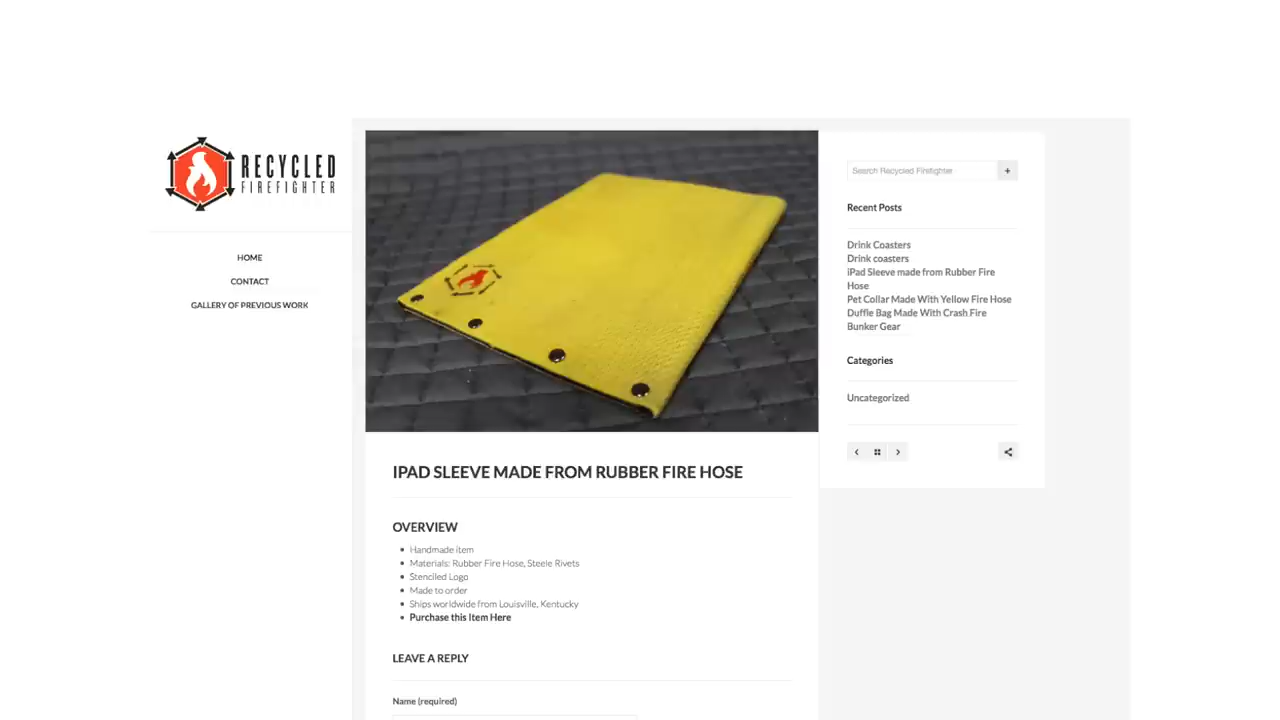 RECYCLED
FIREFIGHTER
HOME
CONTACT
GALLERY OF PREVIOUS WORK
IPAD SLEEVE MADE FROM RUBBER FIRE HOSE
OVERVIEW
Handmade item
Materials: Rubber Fire Hose, Steele Rivets
Stenciled Logo
Made to order
Ships worldwide from Louisville, Kentucky
Purchase this Item Here
LEAVE A REPLY
Name (required)
Search Recycled Firefighter
+
Recent Posts
Drink Coasters
Drink coasters
iPad Sleeve made from Rubber Fire
Hose
Pet Collar Made With Yellow Fire Hose
Duffle Bag Made With Crash Fire
Bunker Gear
Categories
Uncategorized